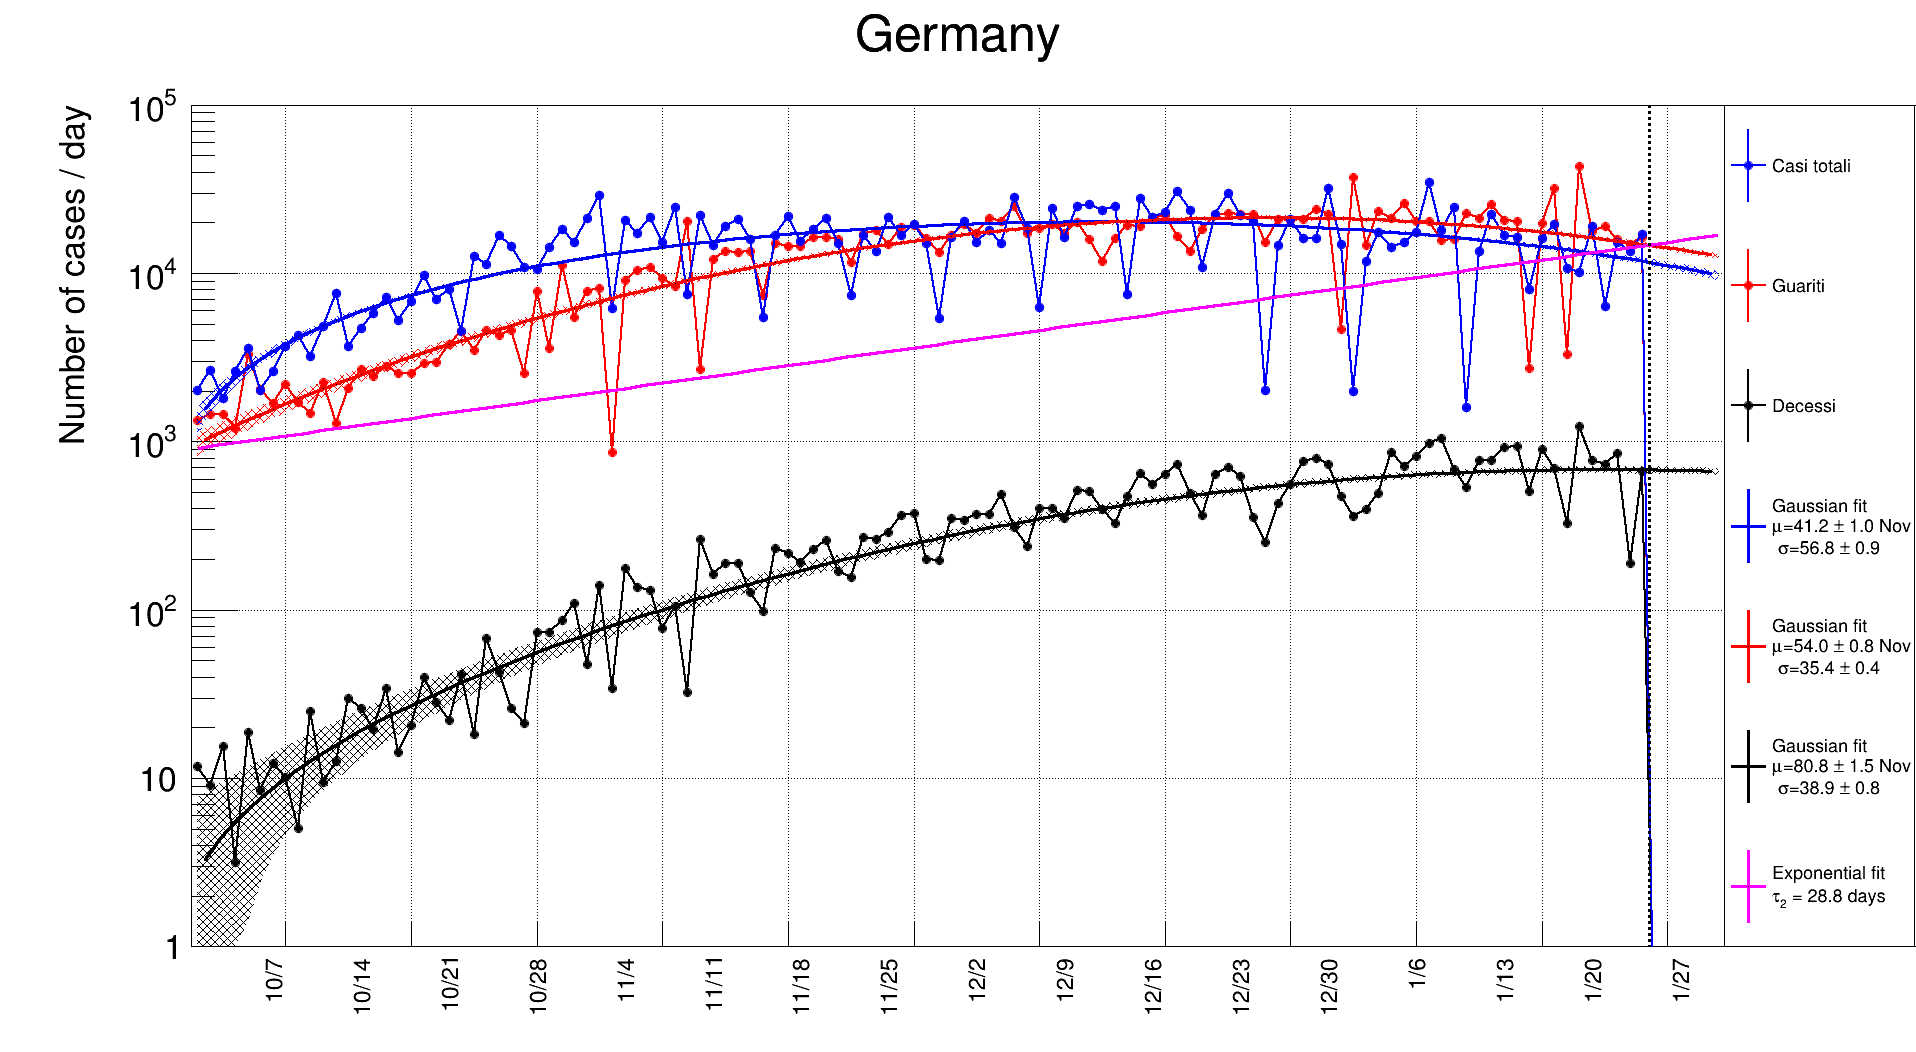 Germany
Number of cases / day
10^5
10^4
10^3
10^2
10
1
10/7
10/14
10/21
10/28
11/4
11/11
11/18
11/25
12/2
12/9
12/16
12/23
12/30
1/6
1/13
1/20
1/27
Casi totali
Guariti
Decessi
Gaussian fit
μ=41.2 ± 1.0 Nov
σ=56.8 ± 0.9
Gaussian fit
μ=54.0 ± 0.8 Nov
σ=35.4 ± 0.4
Gaussian fit
μ=80.8 ± 1.5 Nov
σ=38.9 ± 0.8
Exponential fit
τ₂ = 28.8 days